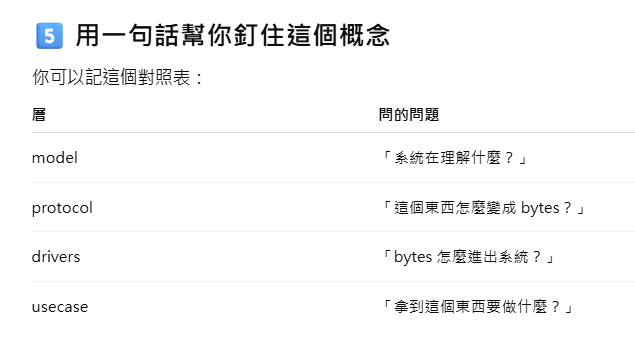 5 用一句話幫你釘住這個概念
你可以記這個對照表：
層 問的問題
model 「系統在理解什麼？」
protocol 「這個東西怎麼變成 bytes？」
drivers 「bytes 怎麼進出系統？」
usecase 「拿到這個東西要做什麼？」